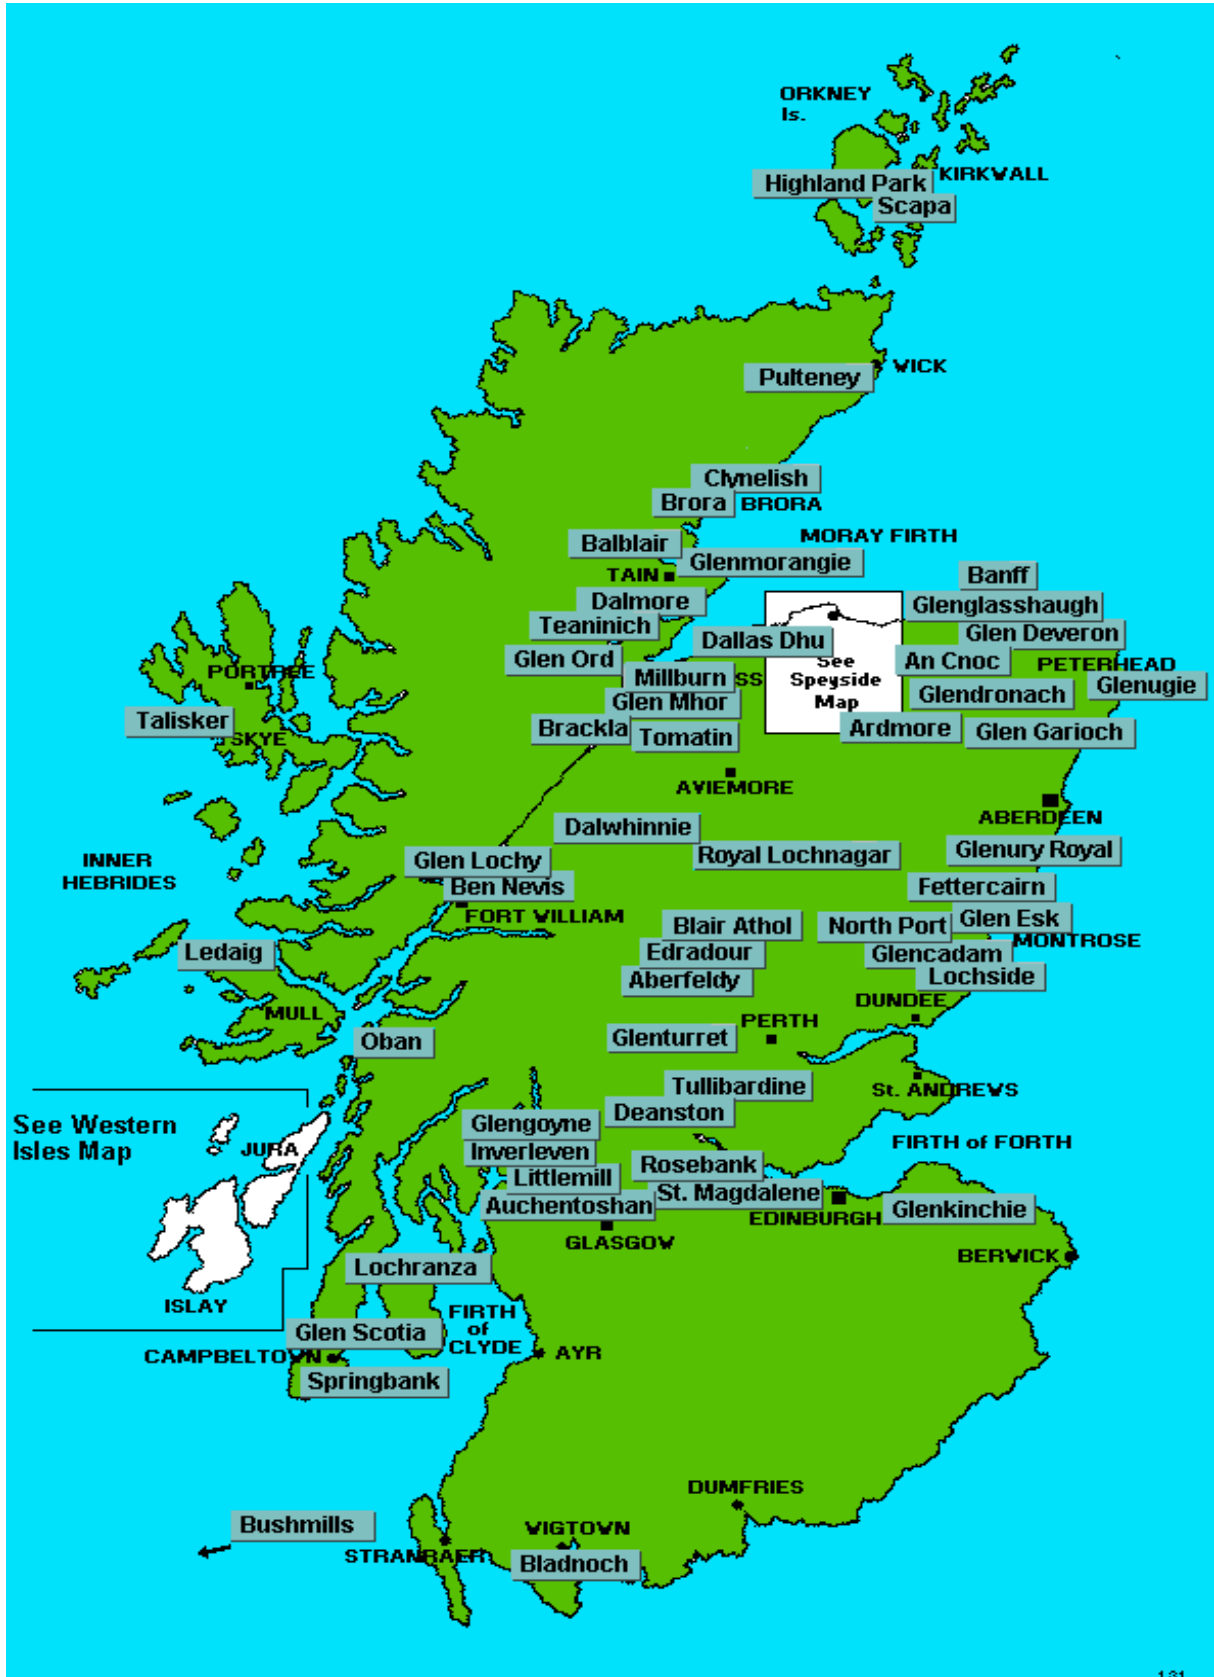 ORKNEY
Is.
KIRKWALL
Highland Park
Scapa
WICK
Pulteney
Clynelish
Brora
BRORA
MORAY FIRTH
Balblair
Glenmorangie
TAIN
Banff
Dalmore
Glenglasshaugh
Teaninich
Dallas Dhu
Glen Deveron
Glen Ord
See
Speyside
Map
An Cnoc
PETERHEAD
PORTREE
Millburn
SS
Glenugie
Glen Mhor
Glendronach
Talisker
SKYE
Brackla
Tomatin
Ardmore
Glen Garioch
AVIEMORE
ABERDEEN
Dalwhinnie
INNER
HEBRIDES
Glen Lochy
Royal Lochnagar
Glenury Royal
Ben Nevis
Fettercairn
FORT WILLIAM
Blair Athol
North Port
Glen Esk
MONTROSE
Ledaig
Edradour
Glencadam
Aberfeldy
Lochside
MULL
DUNDEE
Oban
Glenturret
PERTH
Tullibardine
St. ANDREWS
See Western
Isles Map
Deanston
Glengoyne
FIRTH of FORTH
JURA
Inverleven
Rosebank
Littlemill
St. Magdalene
Auchentoshan
EDINBURGH
Glenkinchie
GLASGOW
BERWICK
Lochranza
ISLAY
FIRTH
of
CLYDE
Glen Scotia
CAMPBELTOWN
AYR
Springbank
DUMFRIES
Bushmills
WIGTOWN
STRANRAER
Bladnoch